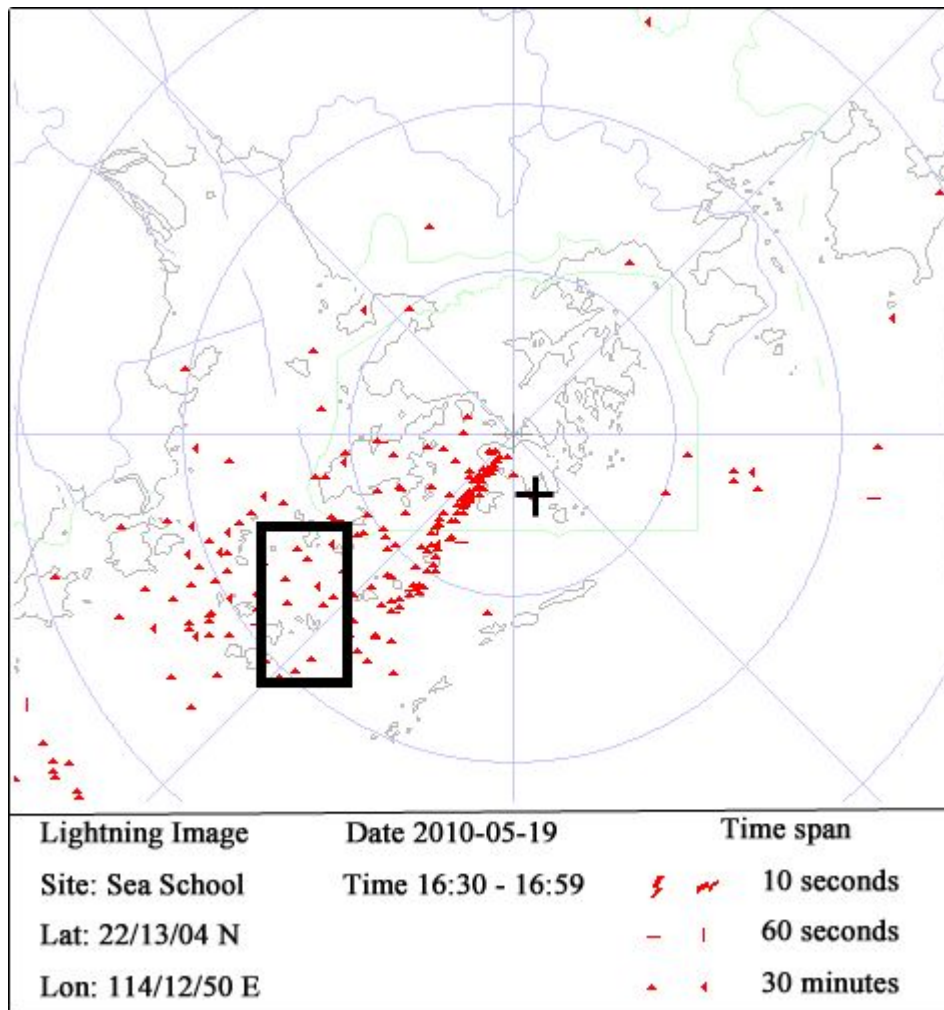 Lightning Image Date 2010-05-19 Time span
Site: Sea School Time 16:30 - 16:59 10 seconds
Lat: 22/13/04 N 60 seconds
Lon: 114/12/50 E 30 minutes